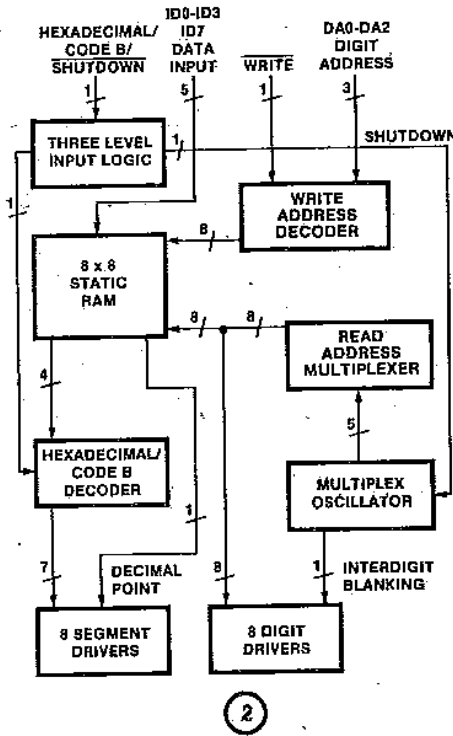 HEXADECIMAL/
CODE B/
SHUTDOWN
ID0-ID3
ID7
DATA
INPUT
WRITE
DA0-DA2
DIGIT
ADDRESS
1
5
1
3
THREE LEVEL
INPUT LOGIC
1
SHUTDOWN
1
WRITE
ADDRESS
DECODER
8
8 x 8
STATIC
RAM
8
8
READ
ADDRESS
MULTIPLEXER
4
5
HEXADECIMAL/
CODE B
DECODER
MULTIPLEX
OSCILLATOR
1
7
DECIMAL
POINT
8
1
INTERDIGIT
BLANKING
8 SEGMENT
DRIVERS
8 DIGIT
DRIVERS
2